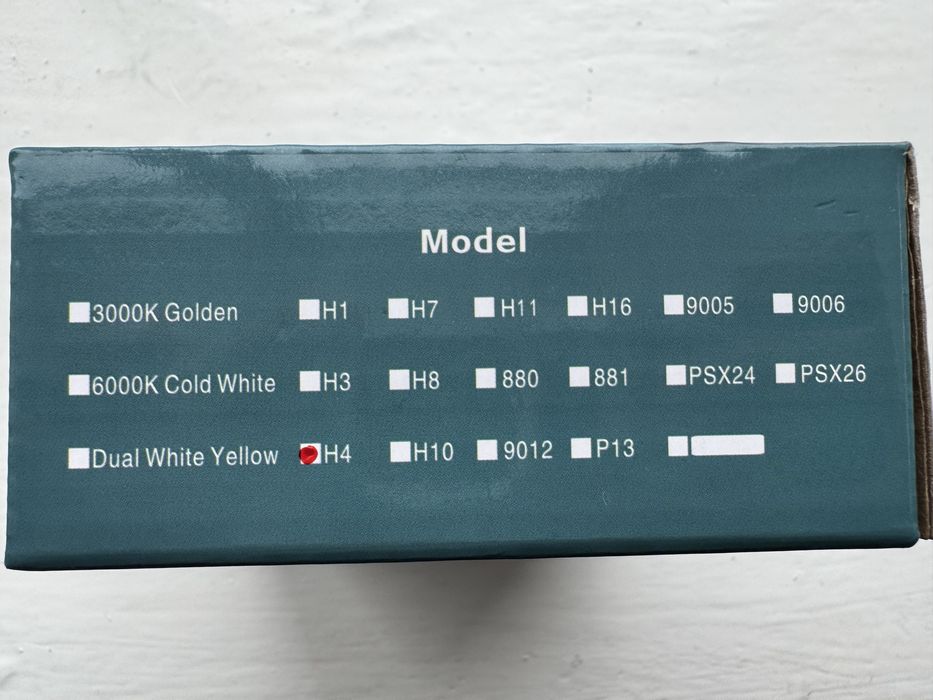 Model
3000K Golden H1 H7 H11 H16 9005 9006
6000K Cold White H3 H8 880 881 PSX24 PSX26
Dual White Yellow H4 H10 9012 P13